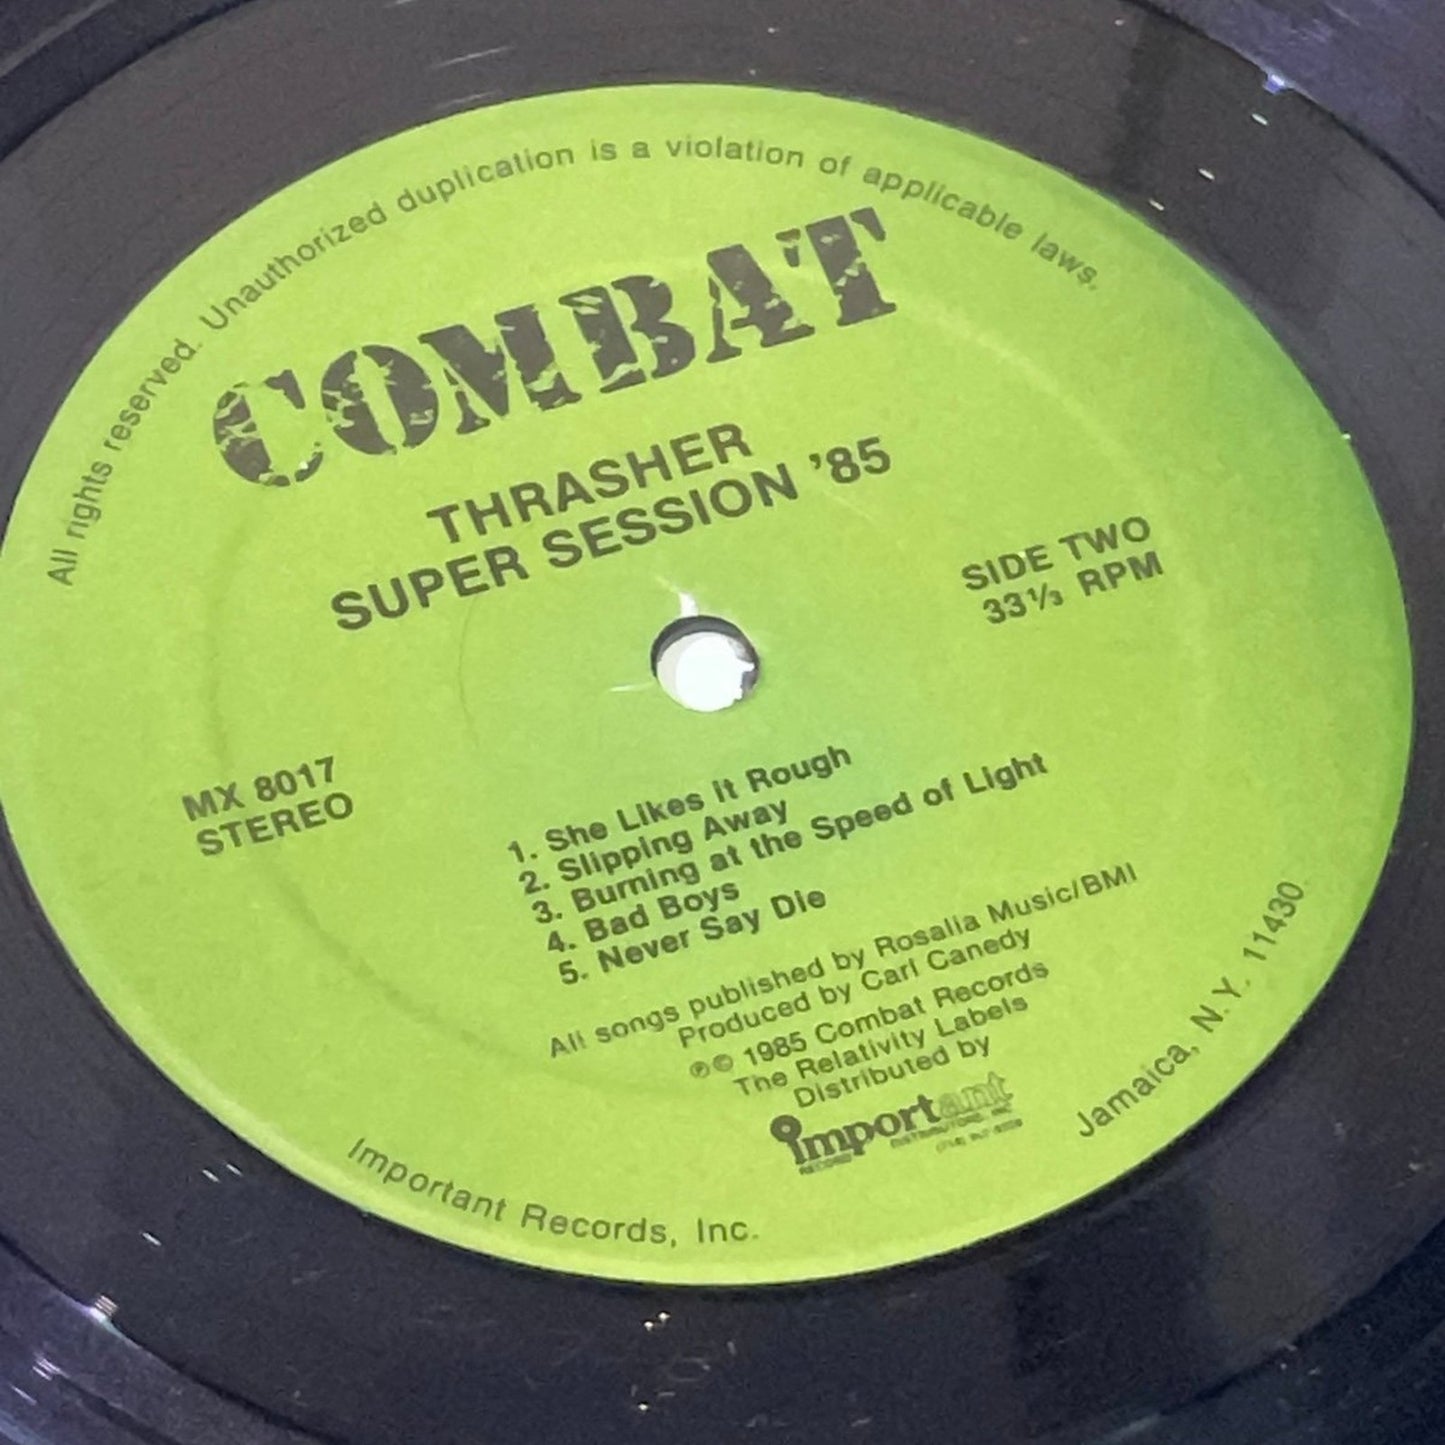 All rights reserved. Unauthorized duplication is a violation of applicable laws.
COMBAT
THRASHER
SUPER SESSION '85
SIDE TWO
33⅓ RPM
MX 8017
STEREO
1. She Likes it Rough
2. Slipping Away
3. Burning at the Speed of Light
4. Bad Boys
5. Never Say Die
All songs published by Rosalia Music/BMI
Produced by Carl Canedy
℗© 1985 Combat Records
The Relativity Labels
Distributed by
important
RECORD DISTRIBUTORS, INC
Important Records, Inc.
Jamaica, N.Y. 11430